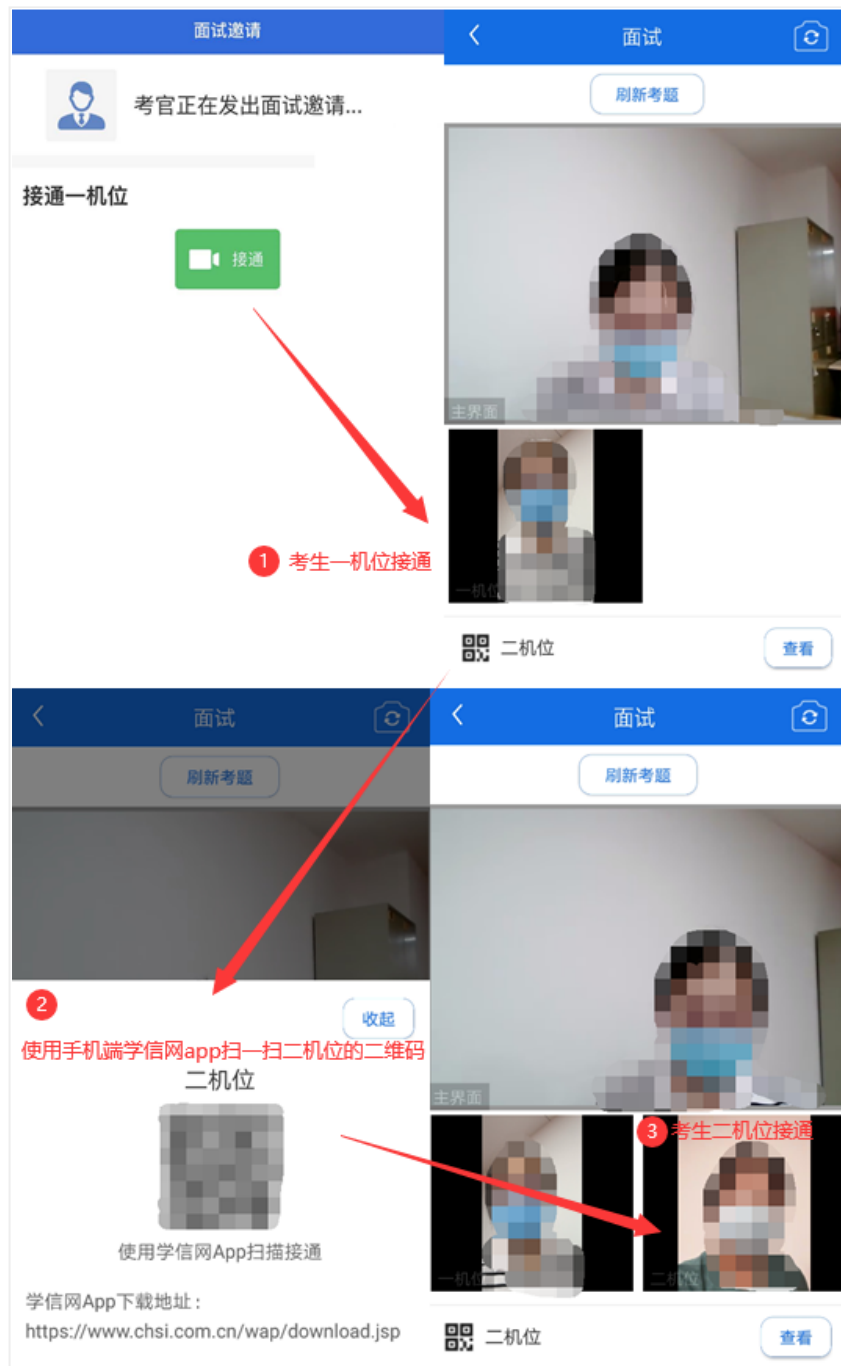 面试邀请
考官正在发出面试邀请...
接通一机位
接通
1 考生一机位接通
面试
刷新考题
主界面
一机位
二机位
查看
面试
刷新考题
2
收起
使用手机端学信网app扫一扫二机位的二维码
二机位
使用学信网App扫描接通
学信网App下载地址：
https://www.chsi.com.cn/wap/download.jsp
面试
刷新考题
主界面
3 考生二机位接通
一机位
二机位
二机位
查看